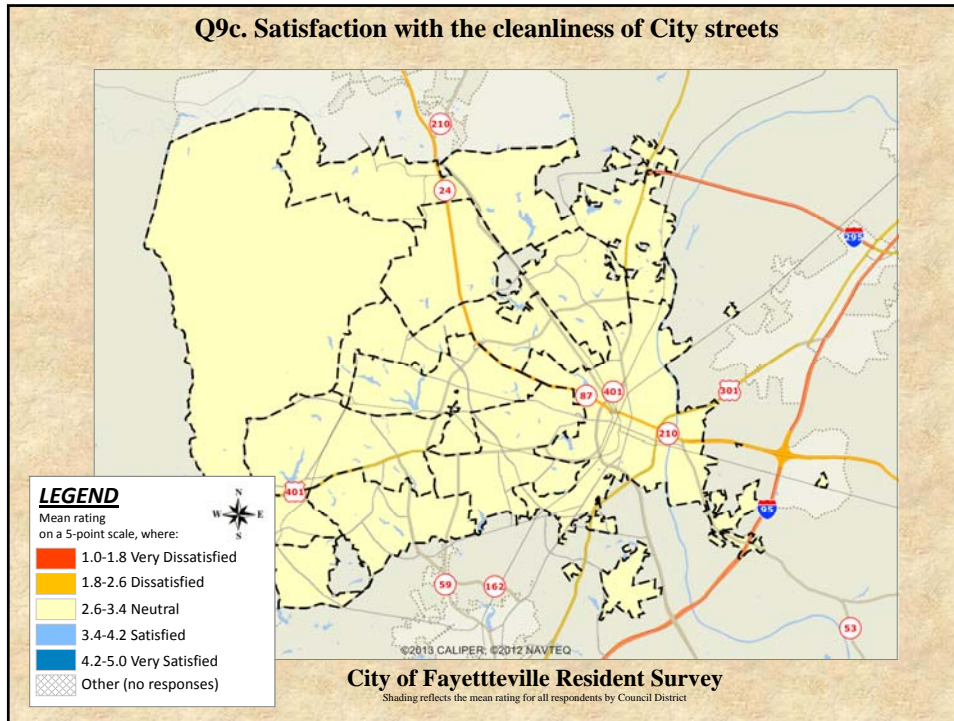 Q9c. Satisfaction with the cleanliness of City streets
210
24
295
87
401
301
210
401
95
59
162
53
LEGEND
Mean rating
on a 5-point scale, where:
N
W E
S
1.0-1.8 Very Dissatisfied
1.8-2.6 Dissatisfied
2.6-3.4 Neutral
3.4-4.2 Satisfied
4.2-5.0 Very Satisfied
Other (no responses)
©2013 CALIPER; ©2012 NAVTEQ
City of Fayettteville Resident Survey
Shading reflects the mean rating for all respondents by Council District